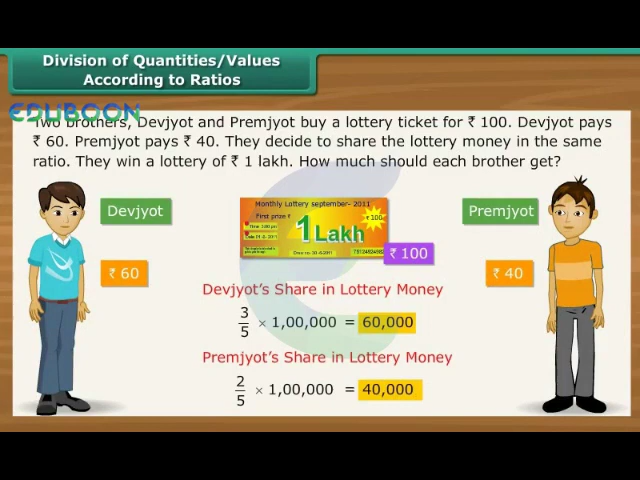 Division of Quantities/Values
According to Ratios
EDUBOON
Two brothers, Devjyot and Premjyot buy a lottery ticket for ₹ 100. Devjyot pays
₹ 60. Premjyot pays ₹ 40. They decide to share the lottery money in the same
ratio. They win a lottery of ₹ 1 lakh. How much should each brother get?
Devjyot
Monthly Lottery september- 2011
First prize ₹
1 Lakh
₹ 100
Premjyot
₹ 60
₹ 100
₹ 40
Devjyot's Share in Lottery Money
3/5 × 1,00,000 = 60,000
Premjyot's Share in Lottery Money
2/5 × 1,00,000 = 40,000